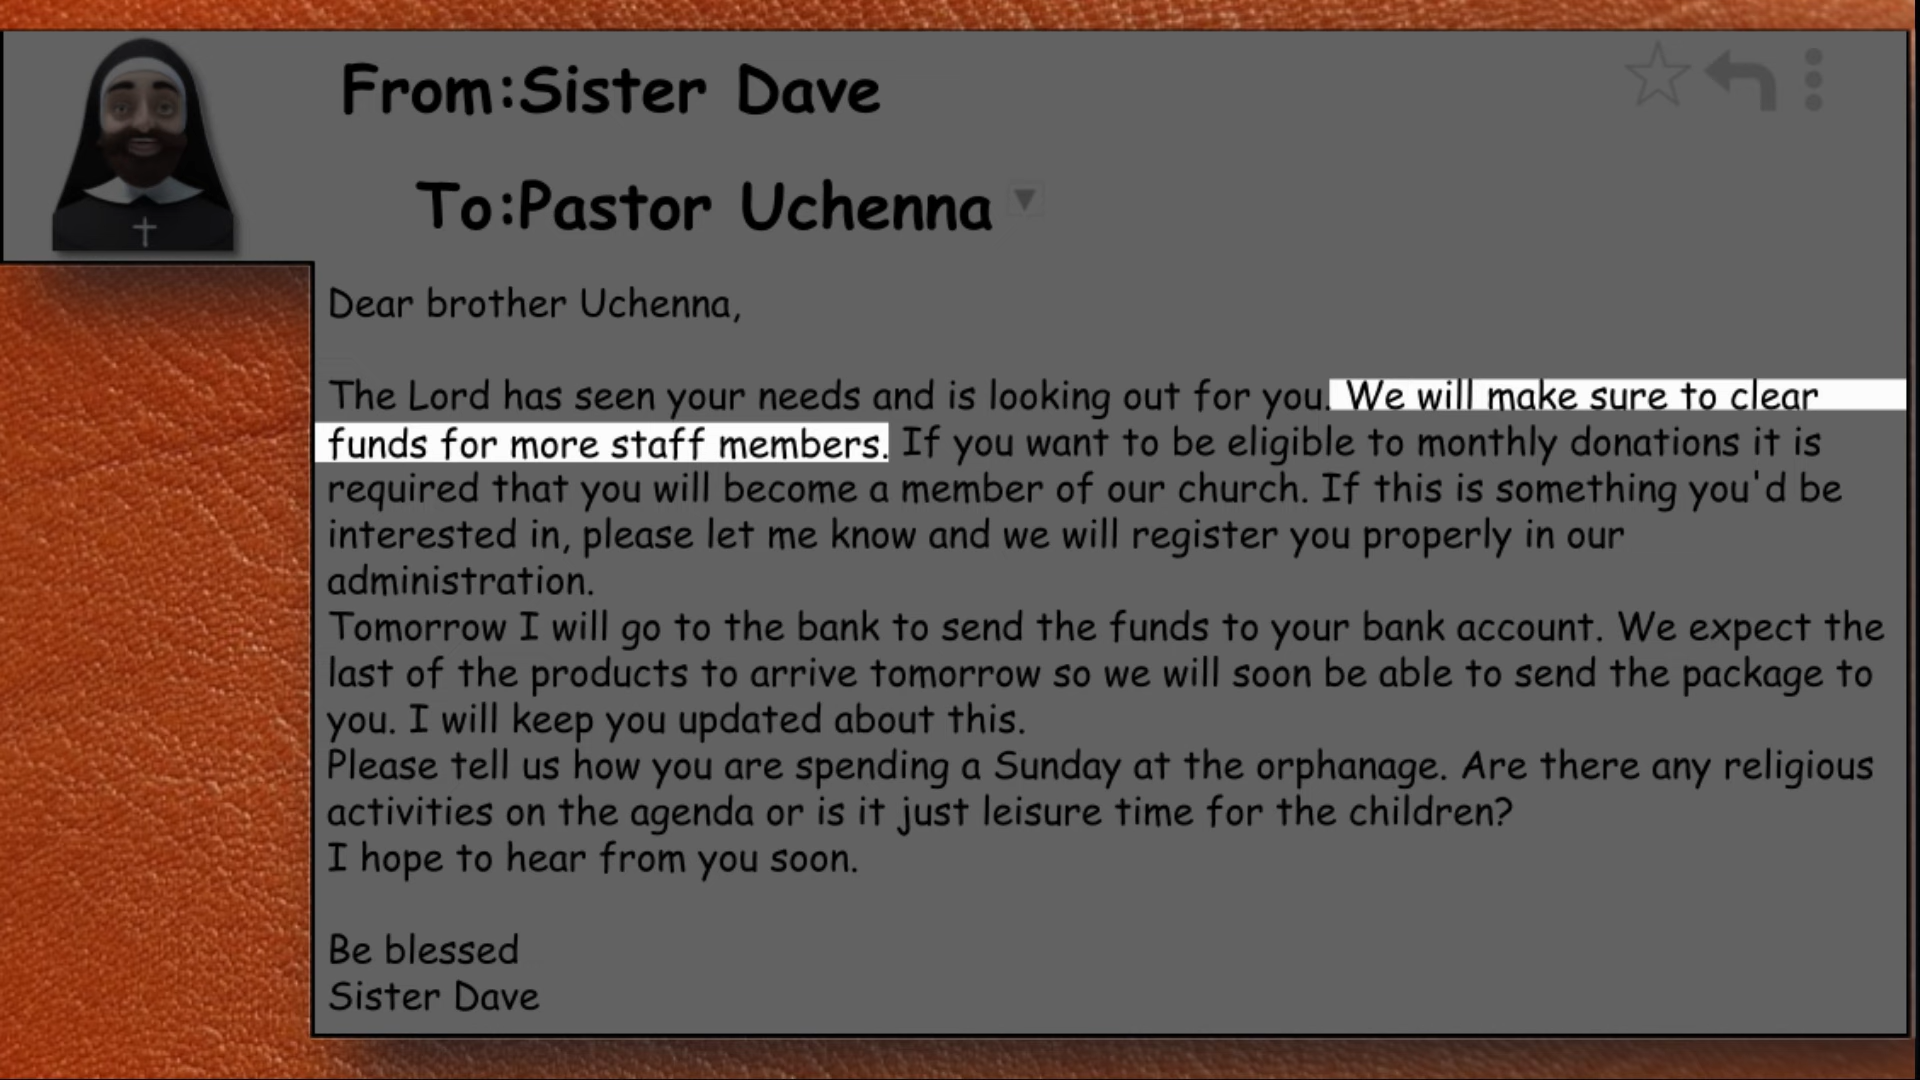 From:Sister Dave
To:Pastor Uchenna
Dear brother Uchenna,
The Lord has seen your needs and is looking out for you. We will make sure to clear
funds for more staff members. If you want to be eligible to monthly donations it is
required that you will become a member of our church. If this is something you'd be
interested in, please let me know and we will register you properly in our
administration.
Tomorrow I will go to the bank to send the funds to your bank account. We expect the
last of the products to arrive tomorrow so we will soon be able to send the package to
you. I will keep you updated about this.
Please tell us how you are spending a Sunday at the orphanage. Are there any religious
activities on the agenda or is it just leisure time for the children?
I hope to hear from you soon.
Be blessed
Sister Dave